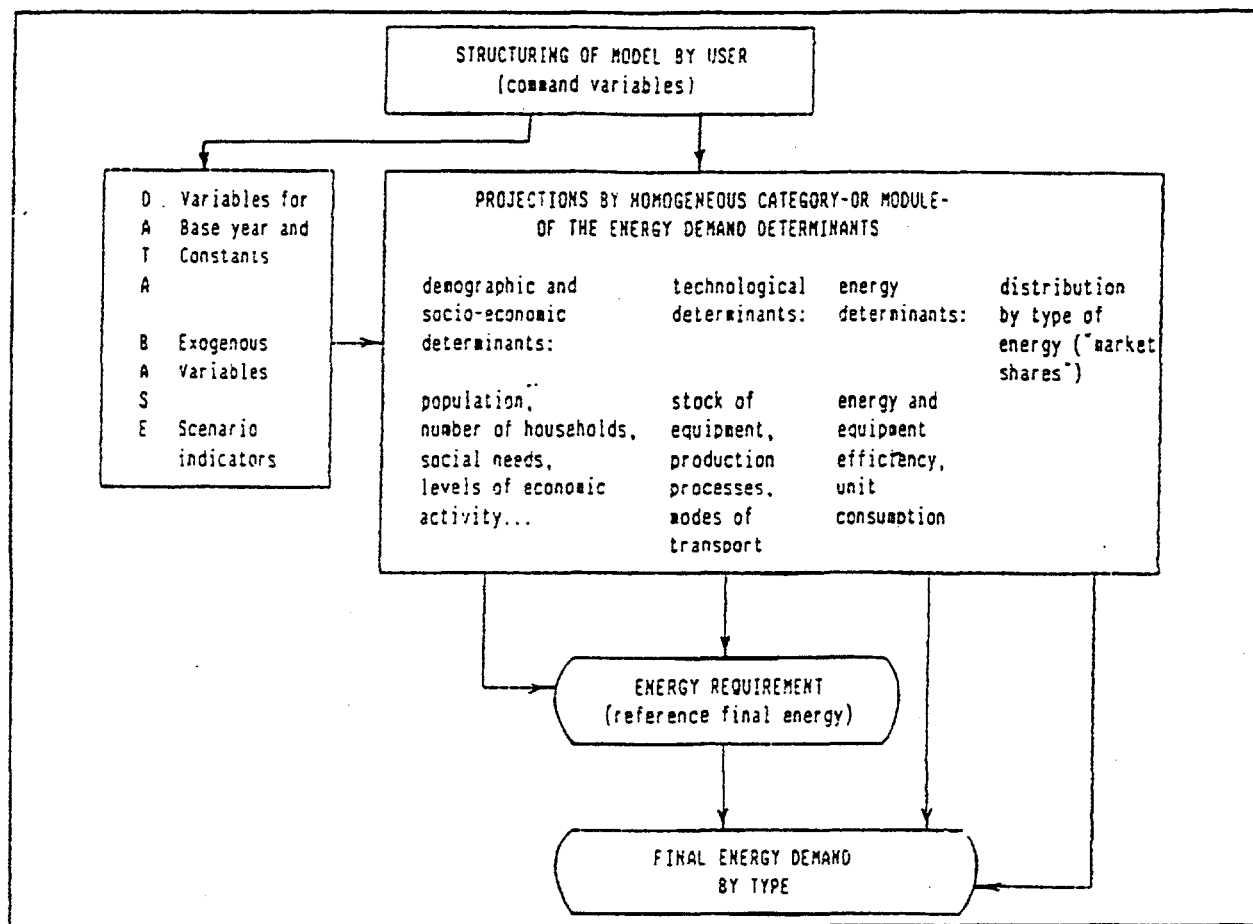 STRUCTURING OF MODEL BY USER
(command variables)
DATA BASE
Variables for
Base year and
Constants
Exogenous
Variables
Scenario
indicators
PROJECTIONS BY HOMOGENEOUS CATEGORY-OR MODULE-
OF THE ENERGY DEMAND DETERMINANTS
demographic and
socio-economic
determinants:
population,
number of households,
social needs,
levels of economic
activity...
technological
determinants:
stock of
equipment,
production
processes,
modes of
transport
energy
determinants:
energy and
equipment
efficiency,
unit
consumption
distribution
by type of
energy ("market
shares")
ENERGY REQUIREMENT
(reference final energy)
FINAL ENERGY DEMAND
BY TYPE